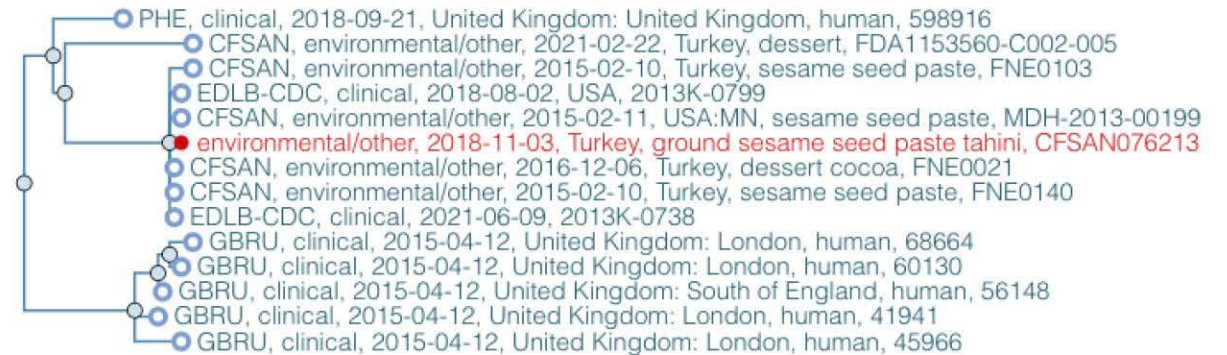 PHE, clinical, 2018-09-21, United Kingdom: United Kingdom, human, 598916
CFSAN, environmental/other, 2021-02-22, Turkey, dessert, FDA1153560-C002-005
CFSAN, environmental/other, 2015-02-10, Turkey, sesame seed paste, FNE0103
EDLB-CDC, clinical, 2018-08-02, USA, 2013K-0799
CFSAN, environmental/other, 2015-02-11, USA:MN, sesame seed paste, MDH-2013-00199
environmental/other, 2018-11-03, Turkey, ground sesame seed paste tahini, CFSAN076213
CFSAN, environmental/other, 2016-12-06, Turkey, dessert cocoa, FNE0021
CFSAN, environmental/other, 2015-02-10, Turkey, sesame seed paste, FNE0140
EDLB-CDC, clinical, 2021-06-09, 2013K-0738
GBRU, clinical, 2015-04-12, United Kingdom: London, human, 68664
GBRU, clinical, 2015-04-12, United Kingdom: London, human, 60130
GBRU, clinical, 2015-04-12, United Kingdom: South of England, human, 56148
GBRU, clinical, 2015-04-12, United Kingdom: London, human, 41941
GBRU, clinical, 2015-04-12, United Kingdom: London, human, 45966